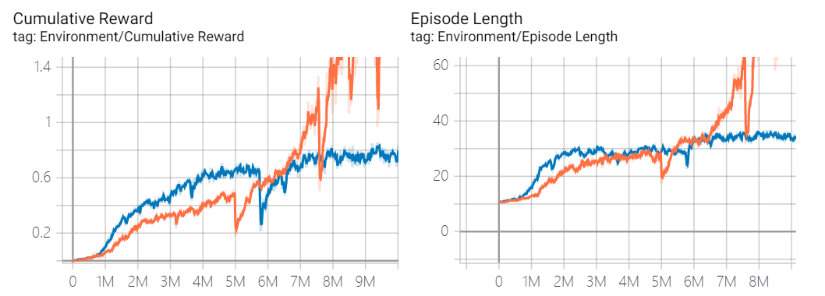 Cumulative Reward
tag: Environment/Cumulative Reward
1.4
1
0.6
0.2
0 1M 2M 3M 4M 5M 6M 7M 8M 9M
Episode Length
tag: Environment/Episode Length
60
40
20
0
0 1M 2M 3M 4M 5M 6M 7M 8M